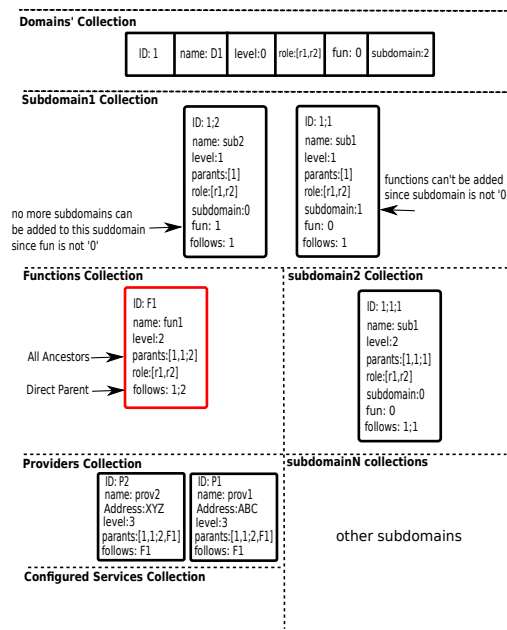 Domains' Collection
ID: 1 name: D1 level:0 role:[r1,r2] fun: 0 subdomain:2
Subdomain1 Collection
ID: 1;2
name: sub2
level:1
parants:[1]
role:[r1,r2]
subdomain:0
fun: 1
follows: 1
ID: 1;1
name: sub1
level:1
parants:[1]
role:[r1,r2]
subdomain:1
fun: 0
follows: 1
functions can't be added
since subdomain is not '0
no more subdomains can
be added to this suddomain
since fun is not '0'
Functions Collection
ID: F1
name: fun1
level:2
parants:[1,1;2]
role:[r1,r2]
follows: 1;2
All Ancestors
Direct Parent
subdomain2 Collection
ID: 1;1;1
name: sub1
level:2
parants:[1,1;1]
role:[r1,r2]
subdomain:0
fun: 0
follows: 1;1
Providers Collection
ID: P2
name: prov2
Address:XYZ
level:3
parants:[1,1;2,F1]
follows: F1
ID: P1
name: prov1
Address:ABC
level:3
parants:[1,1;2,F1]
follows: F1
subdomainN collections
other subdomains
Configured Services Collection